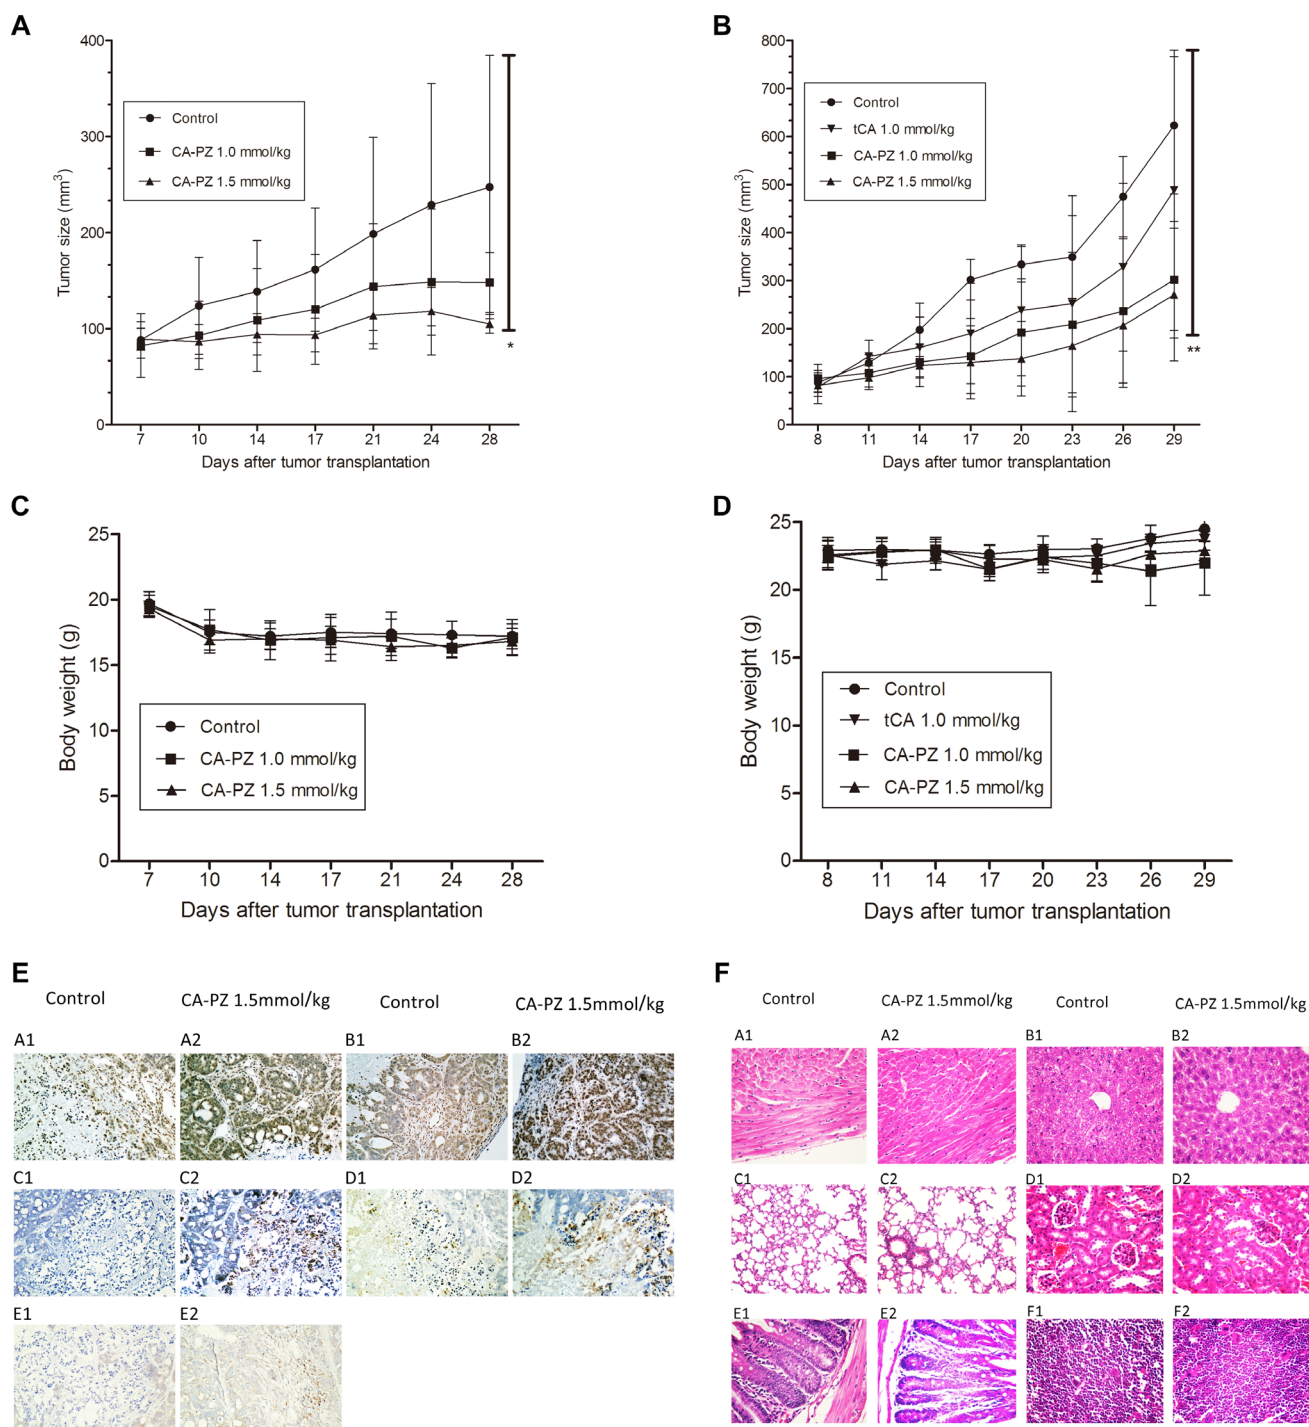 A
Tumor size (mm³)
400
300
200
100
0
Control
CA-PZ 1.0 mmol/kg
CA-PZ 1.5 mmol/kg
*
7 10 14 17 21 24 28
Days after tumor transplantation
B
Tumor size (mm³)
800
700
600
500
400
300
200
100
0
Control
tCA 1.0 mmol/kg
CA-PZ 1.0 mmol/kg
CA-PZ 1.5 mmol/kg
**
8 11 14 17 20 23 26 29
Days after tumor transplantation
C
Body weight (g)
25
20
15
10
5
0
Control
CA-PZ 1.0 mmol/kg
CA-PZ 1.5 mmol/kg
7 10 14 17 21 24 28
Days after tumor transplantation
D
Body weight (g)
25
20
15
10
5
0
Control
tCA 1.0 mmol/kg
CA-PZ 1.0 mmol/kg
CA-PZ 1.5 mmol/kg
8 11 14 17 20 23 26 29
Days after tumor transplantation
E
Control CA-PZ 1.5mmol/kg Control CA-PZ 1.5mmol/kg
A1 A2 B1 B2
C1 C2 D1 D2
E1 E2
F
Control CA-PZ 1.5mmol/kg Control CA-PZ 1.5mmol/kg
A1 A2 B1 B2
C1 C2 D1 D2
E1 E2 F1 F2